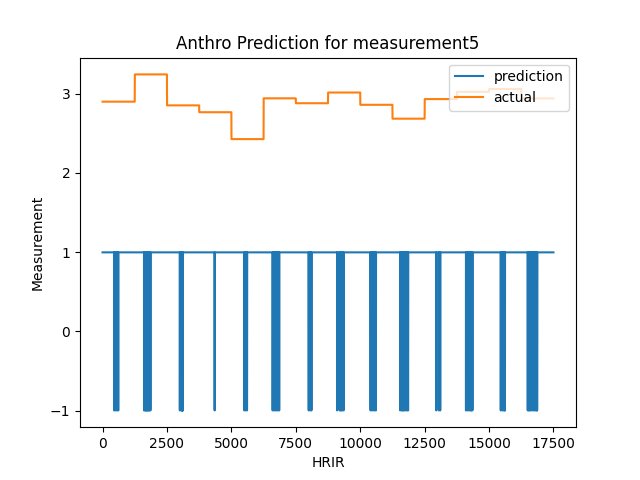 Anthro Prediction for measurement5
prediction
actual
3
2
1
0
−1
Measurement
0 2500 5000 7500 10000 12500 15000 17500
HRIR